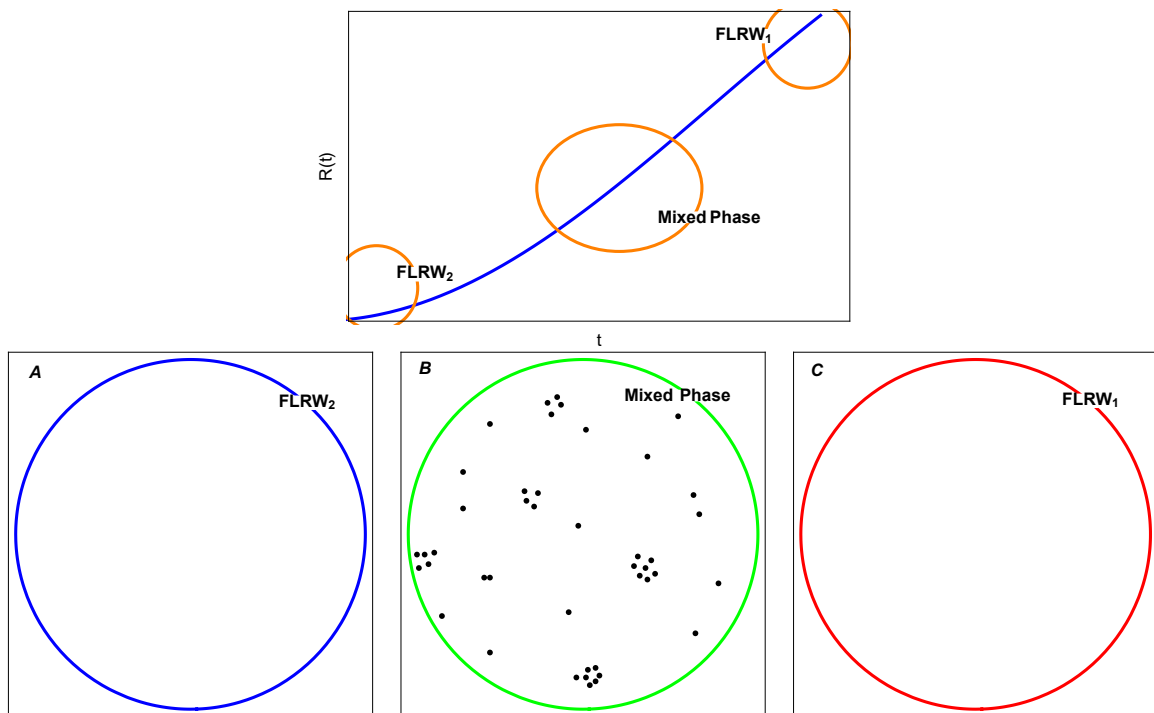 FLRW₁
R(t)
Mixed Phase
FLRW₂
t
A
FLRW₂
B
Mixed Phase
C
FLRW₁